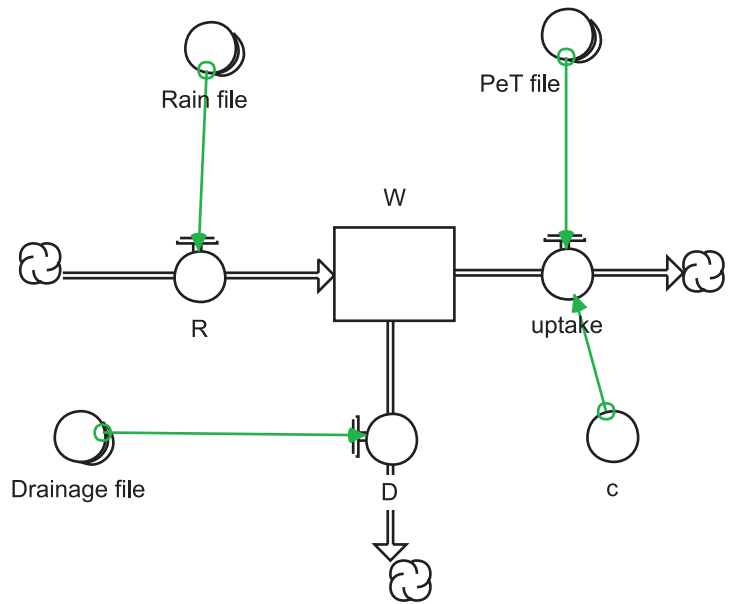 Rain file
PeT file
W
R
uptake
Drainage file
D
c